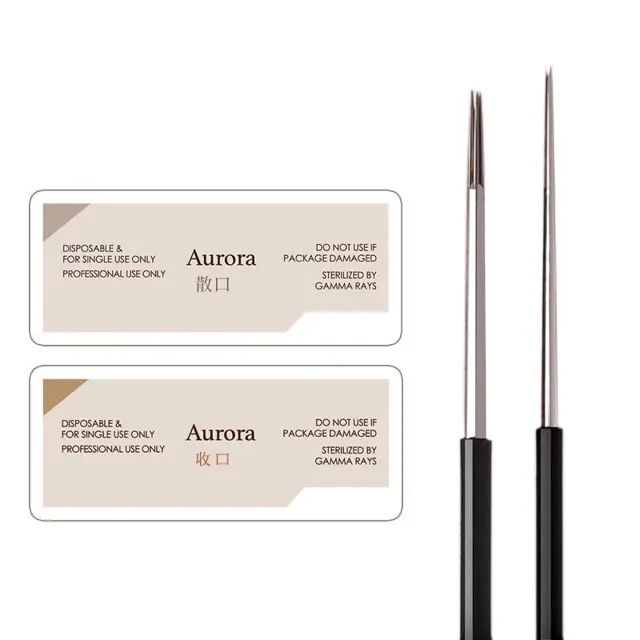 DISPOSABLE &
FOR SINGLE USE ONLY
PROFESSIONAL USE ONLY
Aurora
散口
DO NOT USE IF
PACKAGE DAMAGED
STERILIZED BY
GAMMA RAYS
DISPOSABLE &
FOR SINGLE USE ONLY
PROFESSIONAL USE ONLY
Aurora
收口
DO NOT USE IF
PACKAGE DAMAGED
STERILIZED BY
GAMMA RAYS